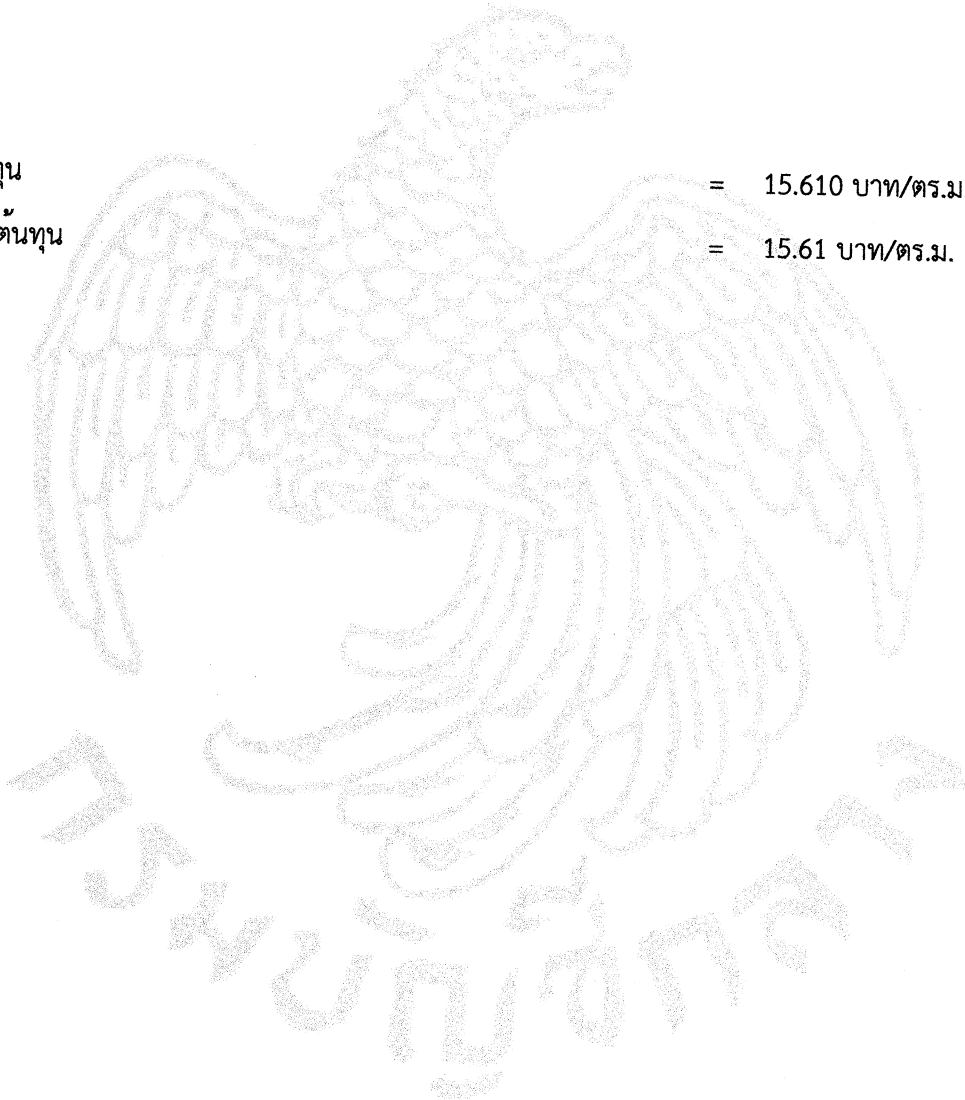 ทุน = 15.610 บาท/ตร.ม
ต้นทุน = 15.61 บาท/ตร.ม.
กรมบัญชีกลาง